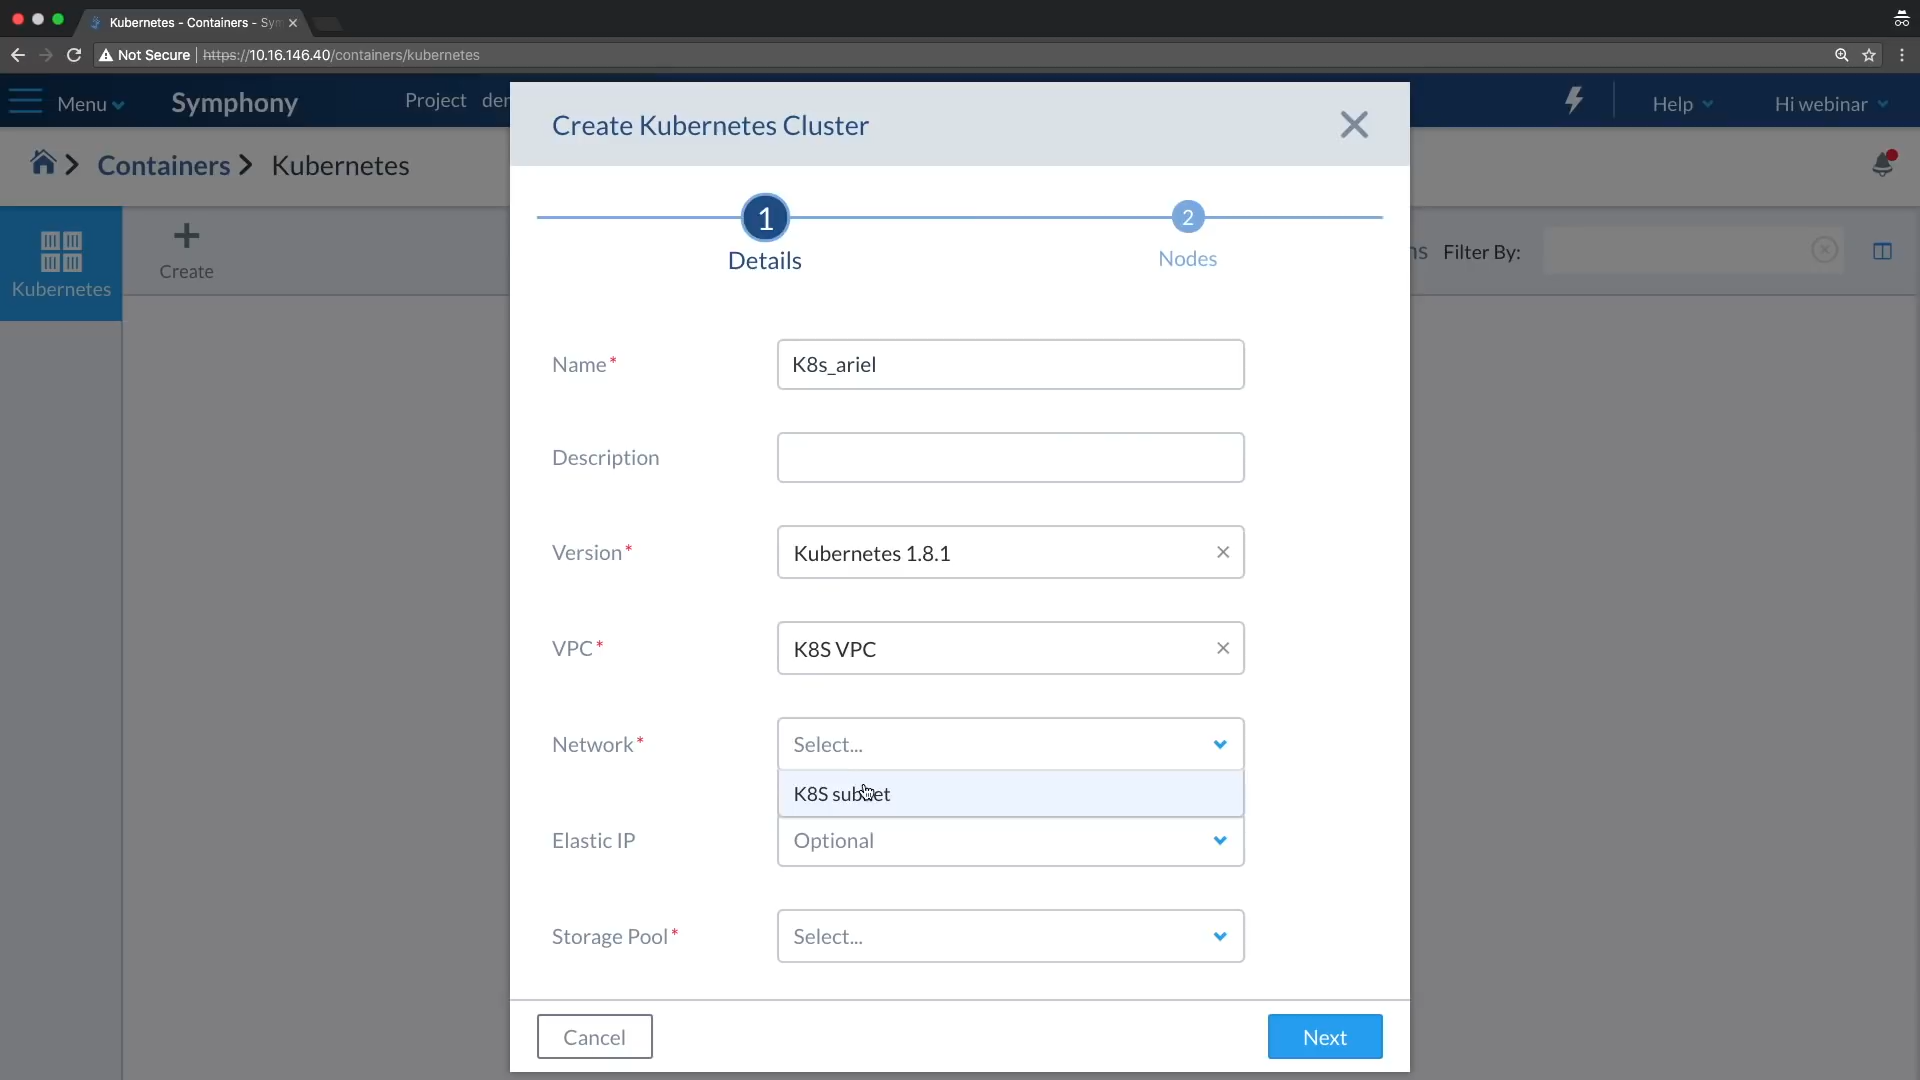 Kubernetes - Containers - Sym
Not Secure https://10.16.146.40/containers/kubernetes
Menu Symphony Project Help Hi webinar
Containers Kubernetes
Create Kubernetes Cluster
1 2
Details Nodes
Kubernetes
Create
Filter By:
Name* K8s_ariel
Description
Version* Kubernetes 1.8.1
VPC* K8S VPC
Network* Select...
K8S subnet
Elastic IP Optional
Storage Pool* Select...
Cancel Next